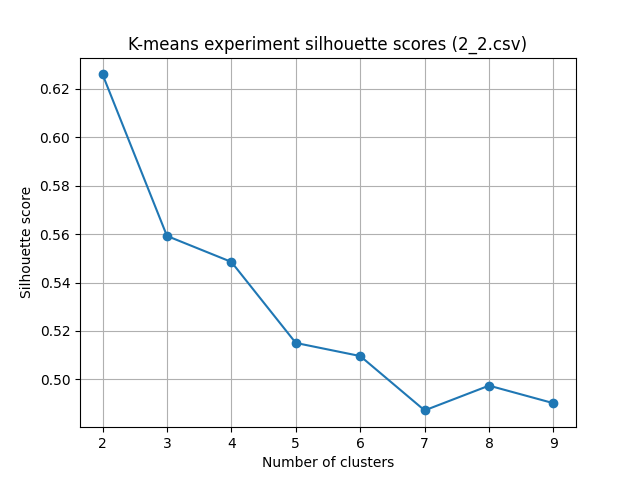 K-means experiment silhouette scores (2_2.csv)
0.62
0.60
0.58
0.56
0.54
0.52
0.50
Silhouette score
2 3 4 5 6 7 8 9
Number of clusters